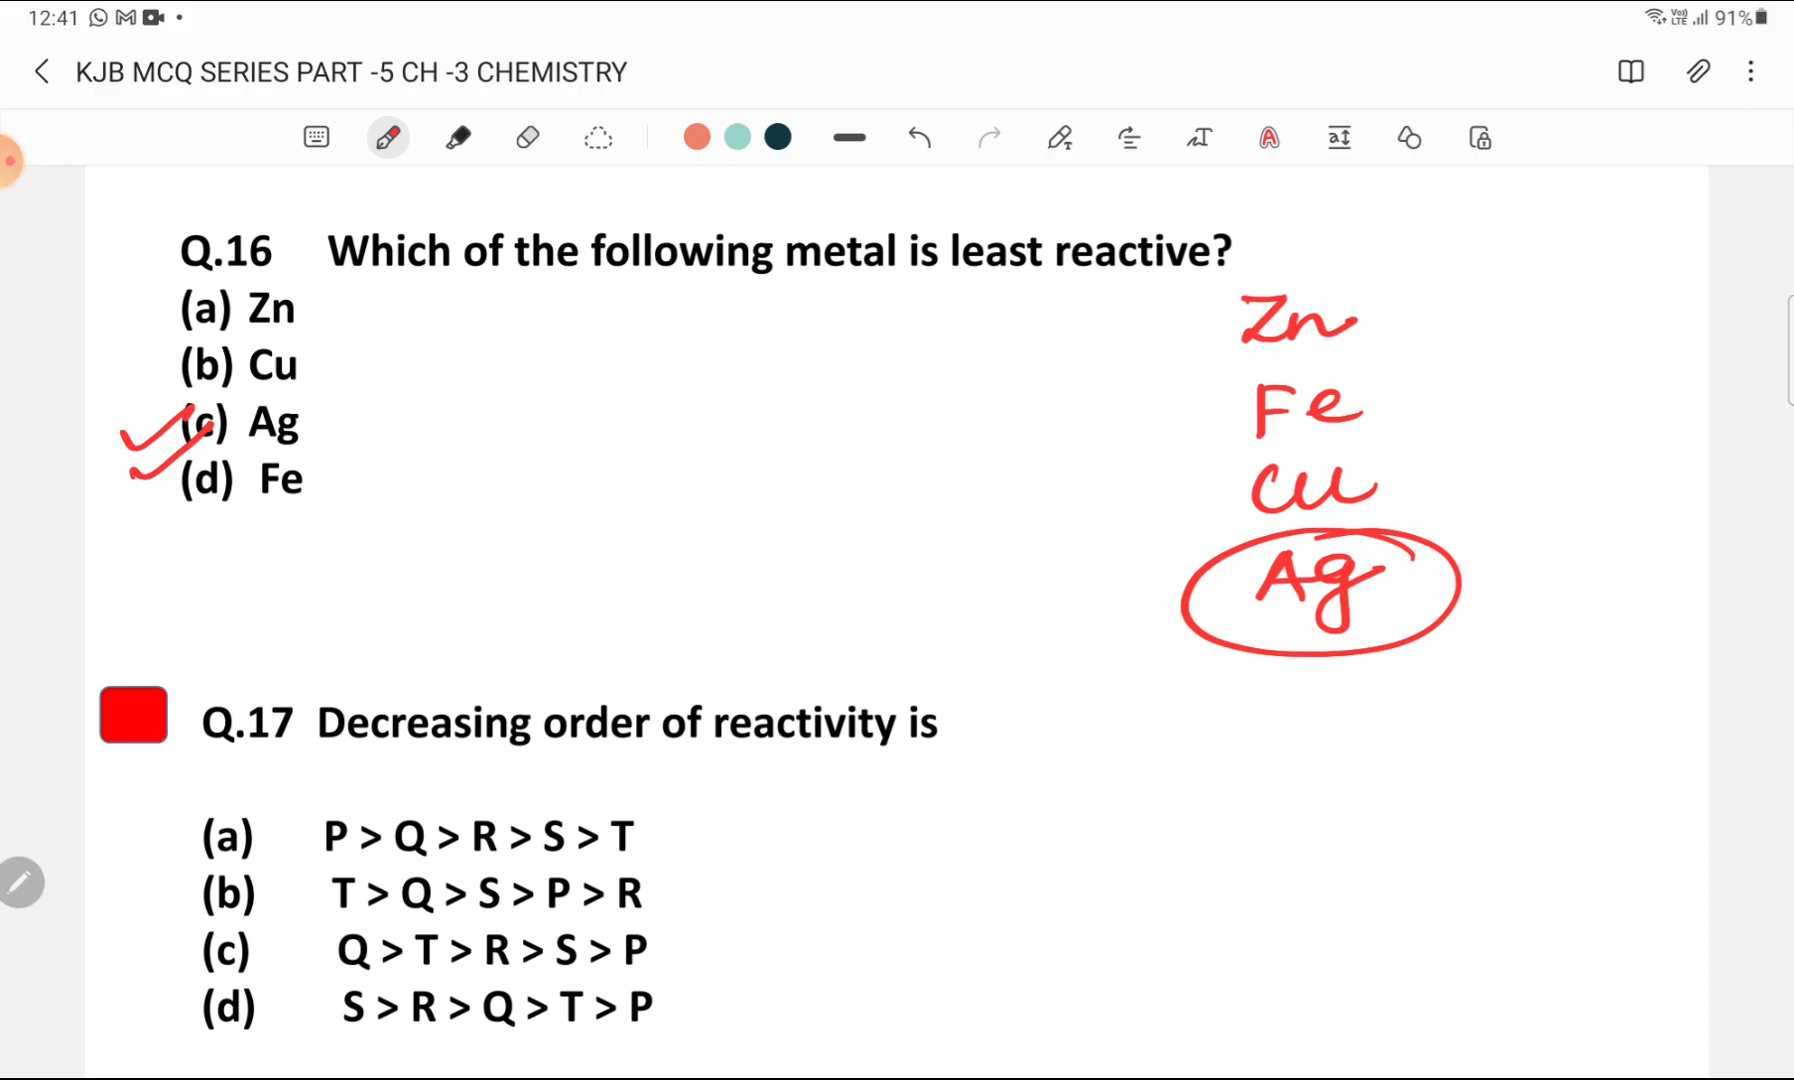 12:41 91%
KJB MCQ SERIES PART -5 CH -3 CHEMISTRY
Q.16 Which of the following metal is least reactive?
(a) Zn
(b) Cu
(c) Ag
(d) Fe
Zn
Fe
Cu
Ag
Q.17 Decreasing order of reactivity is
(a) P > Q > R > S > T
(b) T > Q > S > P > R
(c) Q > T > R > S > P
(d) S > R > Q > T > P